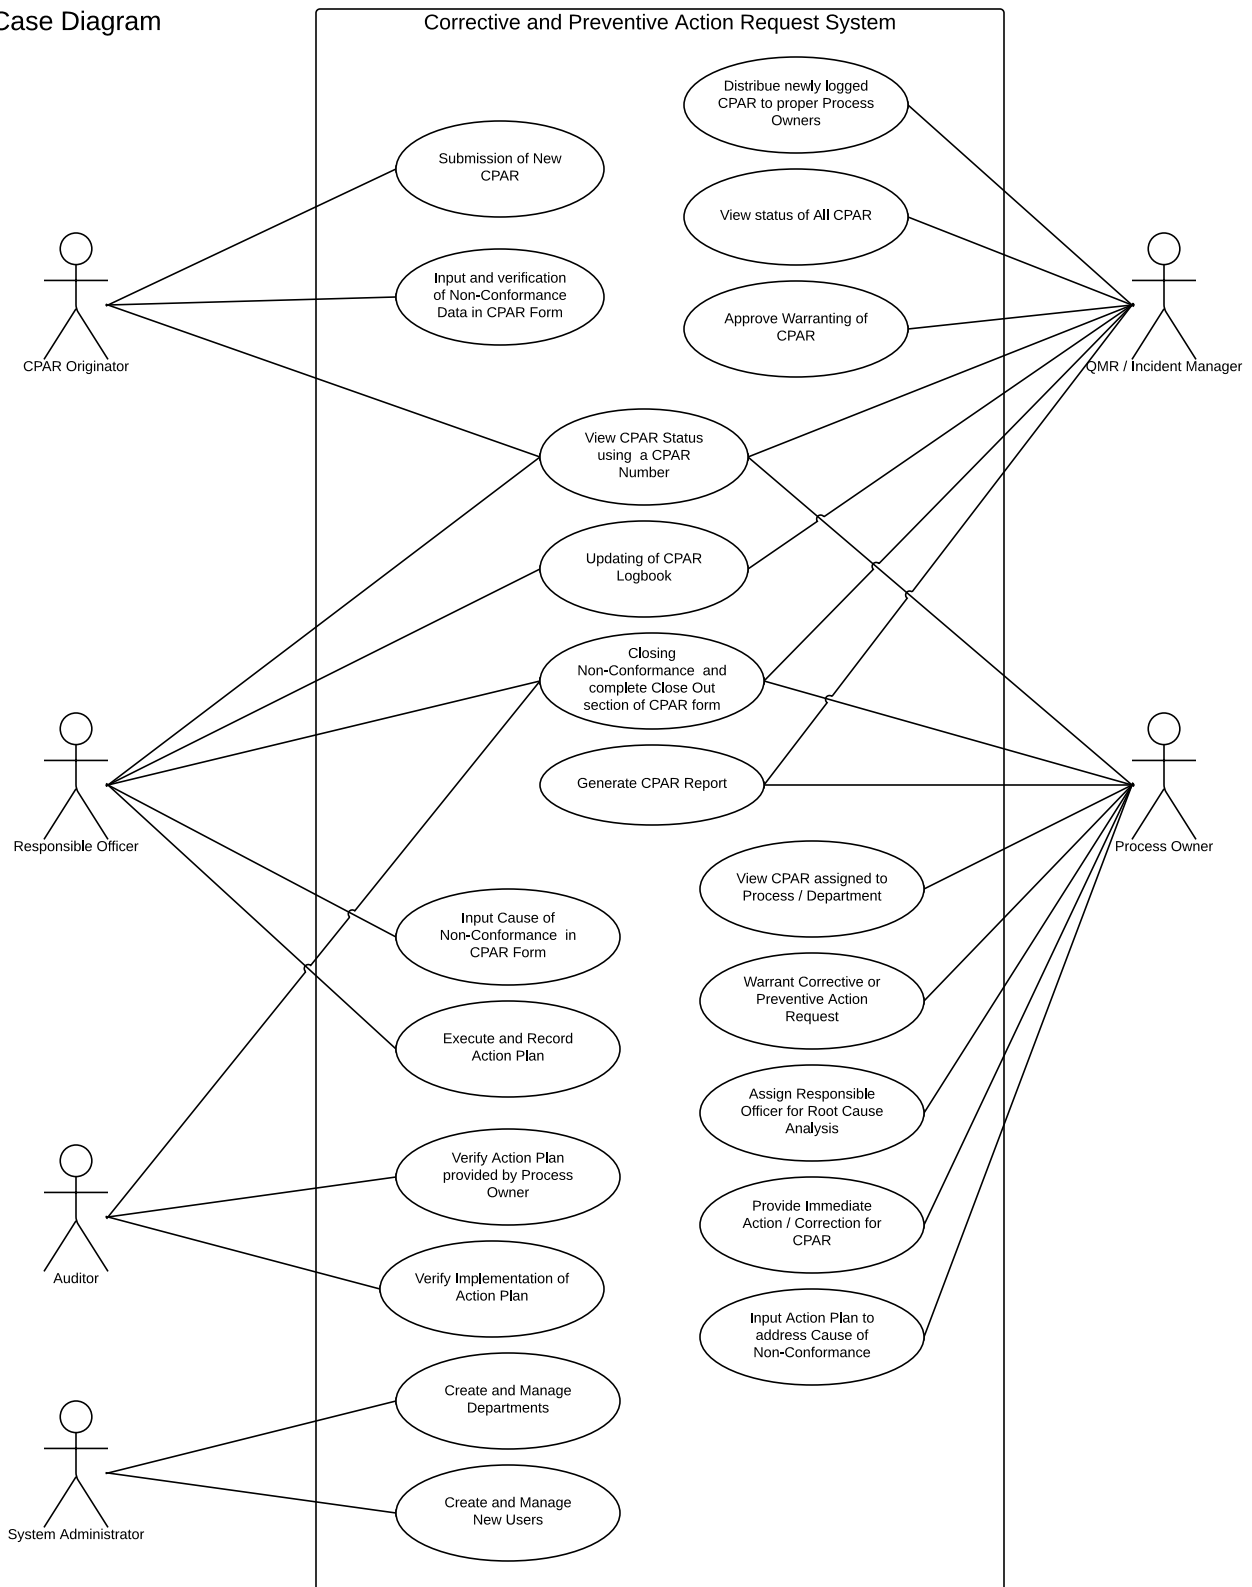 Case Diagram
Corrective and Preventive Action Request System
Distribue newly logged
CPAR to proper Process
Owners
Submission of New
CPAR
View status of All CPAR
Input and verification
of Non-Conformance
Data in CPAR Form
Approve Warranting of
CPAR
CPAR Originator
QMR / Incident Manager
View CPAR Status
using a CPAR
Number
Updating of CPAR
Logbook
Closing
Non-Conformance and
complete Close Out
section of CPAR form
Generate CPAR Report
Responsible Officer
Process Owner
View CPAR assigned to
Process / Department
Input Cause of
Non-Conformance in
CPAR Form
Warrant Corrective or
Preventive Action
Request
Execute and Record
Action Plan
Assign Responsible
Officer for Root Cause
Analysis
Verify Action Plan
provided by Process
Owner
Provide Immediate
Action / Correction for
CPAR
Auditor
Verify Implementation of
Action Plan
Input Action Plan to
address Cause of
Non-Conformance
Create and Manage
Departments
Create and Manage
New Users
System Administrator